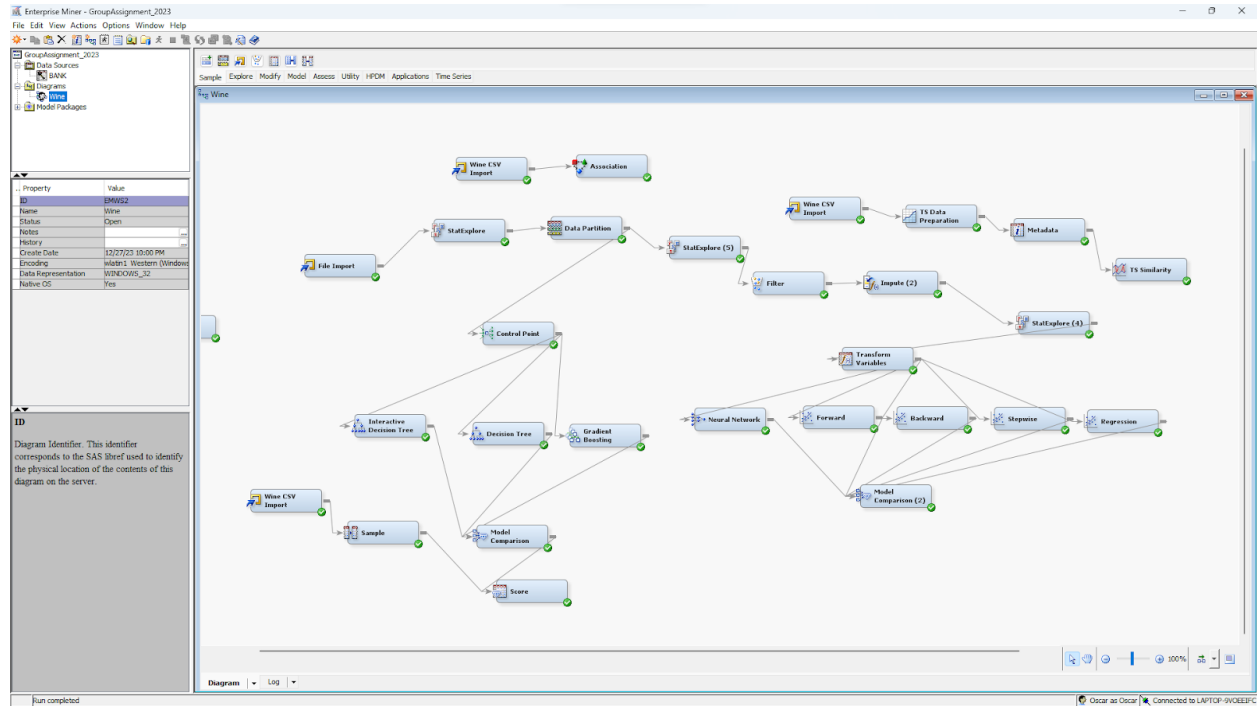 Enterprise Miner - GroupAssignment_2023
File Edit View Actions Options Window Help
GroupAssignment_2023
Data Sources
BANK
Diagrams
Wine
Model Packages
.. Property Value
ID EMWS2
Name Wine
Status Open
Notes
History
Create Date 12/27/23 10:00 PM
Encoding wlatin1 Western (Windows
Data Representation WINDOWS_32
Native OS Yes
ID
Diagram Identifier. This identifier
corresponds to the SAS libref used to identify
the physical location of the contents of this
diagram on the server.
Sample Explore Modify Model Assess Utility HPDM Applications Time Series
Wine
Wine CSV
Import
Association
Wine CSV
Import
TS Data
Preparation
Metadata
TS Similarity
StatExplore
Data Partition
StatExplore (5)
File Import
Filter
Impute (2)
StatExplore (4)
Control Point
Transform
Variables
Interactive
Decision Tree
Decision Tree
Gradient
Boosting
Neural Network
Forward
Backward
Stepwise
Regression
Wine CSV
Import
Sample
Model
Comparison
Model
Comparison (2)
Score
100%
Diagram Log
Run completed
Oscar as Oscar Connected to LAPTOP-9VOEEIFC